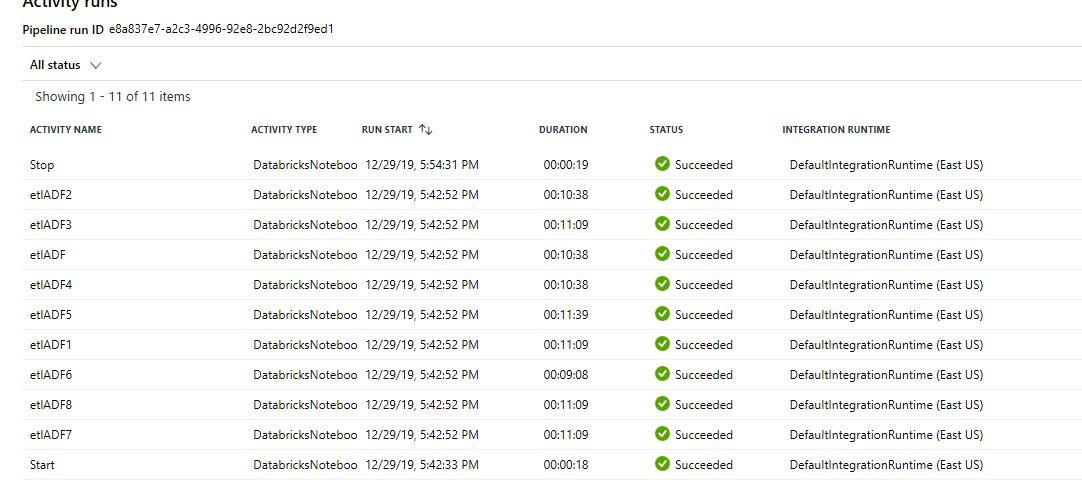 Activity runs
Pipeline run ID e8a837e7-a2c3-4996-92e8-2bc92d2f9ed1
All status
Showing 1 - 11 of 11 items
ACTIVITY NAME ACTIVITY TYPE RUN START DURATION STATUS INTEGRATION RUNTIME
Stop DatabricksNoteboo 12/29/19, 5:54:31 PM 00:00:19 Succeeded DefaultIntegrationRuntime (East US)
etlADF2 DatabricksNoteboo 12/29/19, 5:42:52 PM 00:10:38 Succeeded DefaultIntegrationRuntime (East US)
etlADF3 DatabricksNoteboo 12/29/19, 5:42:52 PM 00:11:09 Succeeded DefaultIntegrationRuntime (East US)
etlADF DatabricksNoteboo 12/29/19, 5:42:52 PM 00:10:38 Succeeded DefaultIntegrationRuntime (East US)
etlADF4 DatabricksNoteboo 12/29/19, 5:42:52 PM 00:10:38 Succeeded DefaultIntegrationRuntime (East US)
etlADF5 DatabricksNoteboo 12/29/19, 5:42:52 PM 00:11:39 Succeeded DefaultIntegrationRuntime (East US)
etlADF1 DatabricksNoteboo 12/29/19, 5:42:52 PM 00:11:09 Succeeded DefaultIntegrationRuntime (East US)
etlADF6 DatabricksNoteboo 12/29/19, 5:42:52 PM 00:09:08 Succeeded DefaultIntegrationRuntime (East US)
etlADF8 DatabricksNoteboo 12/29/19, 5:42:52 PM 00:11:09 Succeeded DefaultIntegrationRuntime (East US)
etlADF7 DatabricksNoteboo 12/29/19, 5:42:52 PM 00:11:09 Succeeded DefaultIntegrationRuntime (East US)
Start DatabricksNoteboo 12/29/19, 5:42:33 PM 00:00:18 Succeeded DefaultIntegrationRuntime (East US)